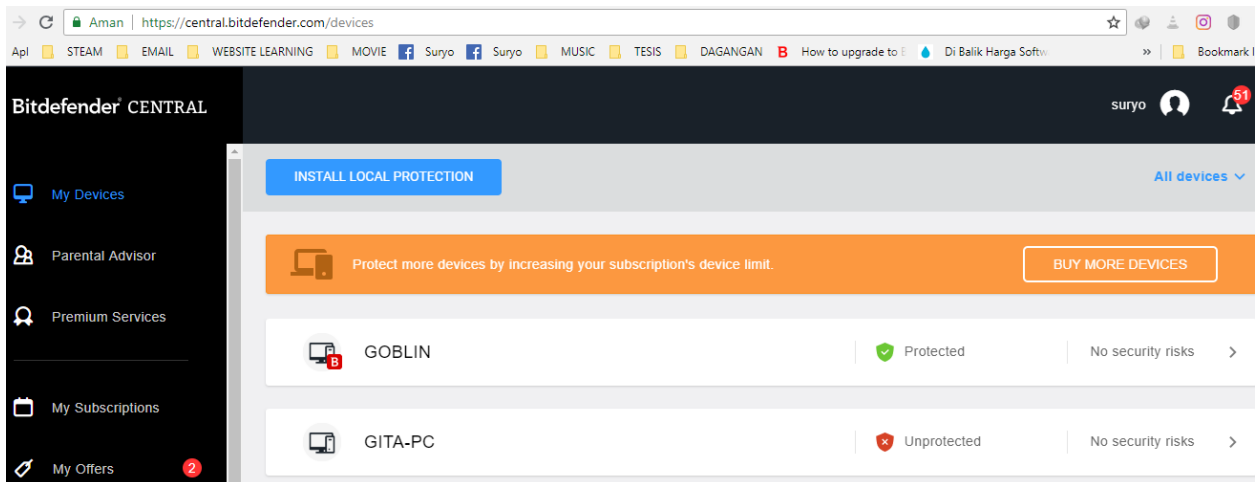 Aman | https://central.bitdefender.com/devices
Apl STEAM EMAIL WEBSITE LEARNING MOVIE Suryo Suryo MUSIC TESIS DAGANGAN B How to upgrade to Di Balik Harga Softw » Bookmark
Bitdefender CENTRAL
suryo 51
INSTALL LOCAL PROTECTION All devices
My Devices
Parental Advisor
Protect more devices by increasing your subscription's device limit. BUY MORE DEVICES
Premium Services
B GOBLIN Protected No security risks
My Subscriptions
GITA-PC Unprotected No security risks
My Offers 2